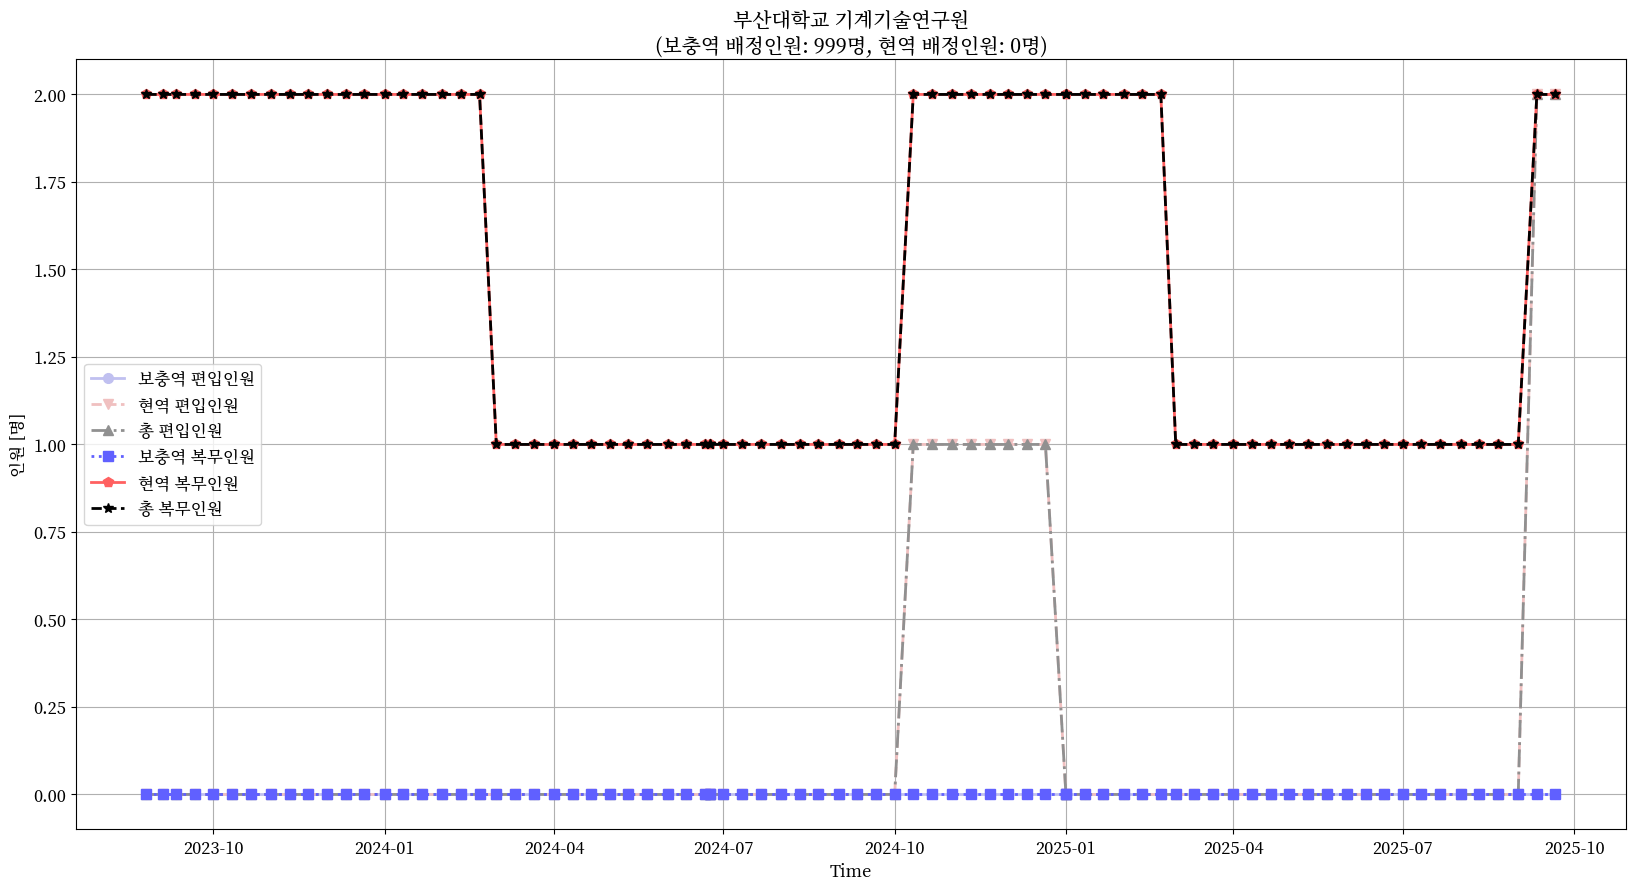 부산대학교 기계기술연구원
(보충역 배정인원: 999명, 현역 배정인원: 0명)
인원 [명]
2.00
1.75
1.50
1.25
1.00
0.75
0.50
0.25
0.00
보충역 편입인원
현역 편입인원
총 편입인원
보충역 복무인원
현역 복무인원
총 복무인원
2023-10
2024-01
2024-04
2024-07
2024-10
2025-01
2025-04
2025-07
2025-10
Time